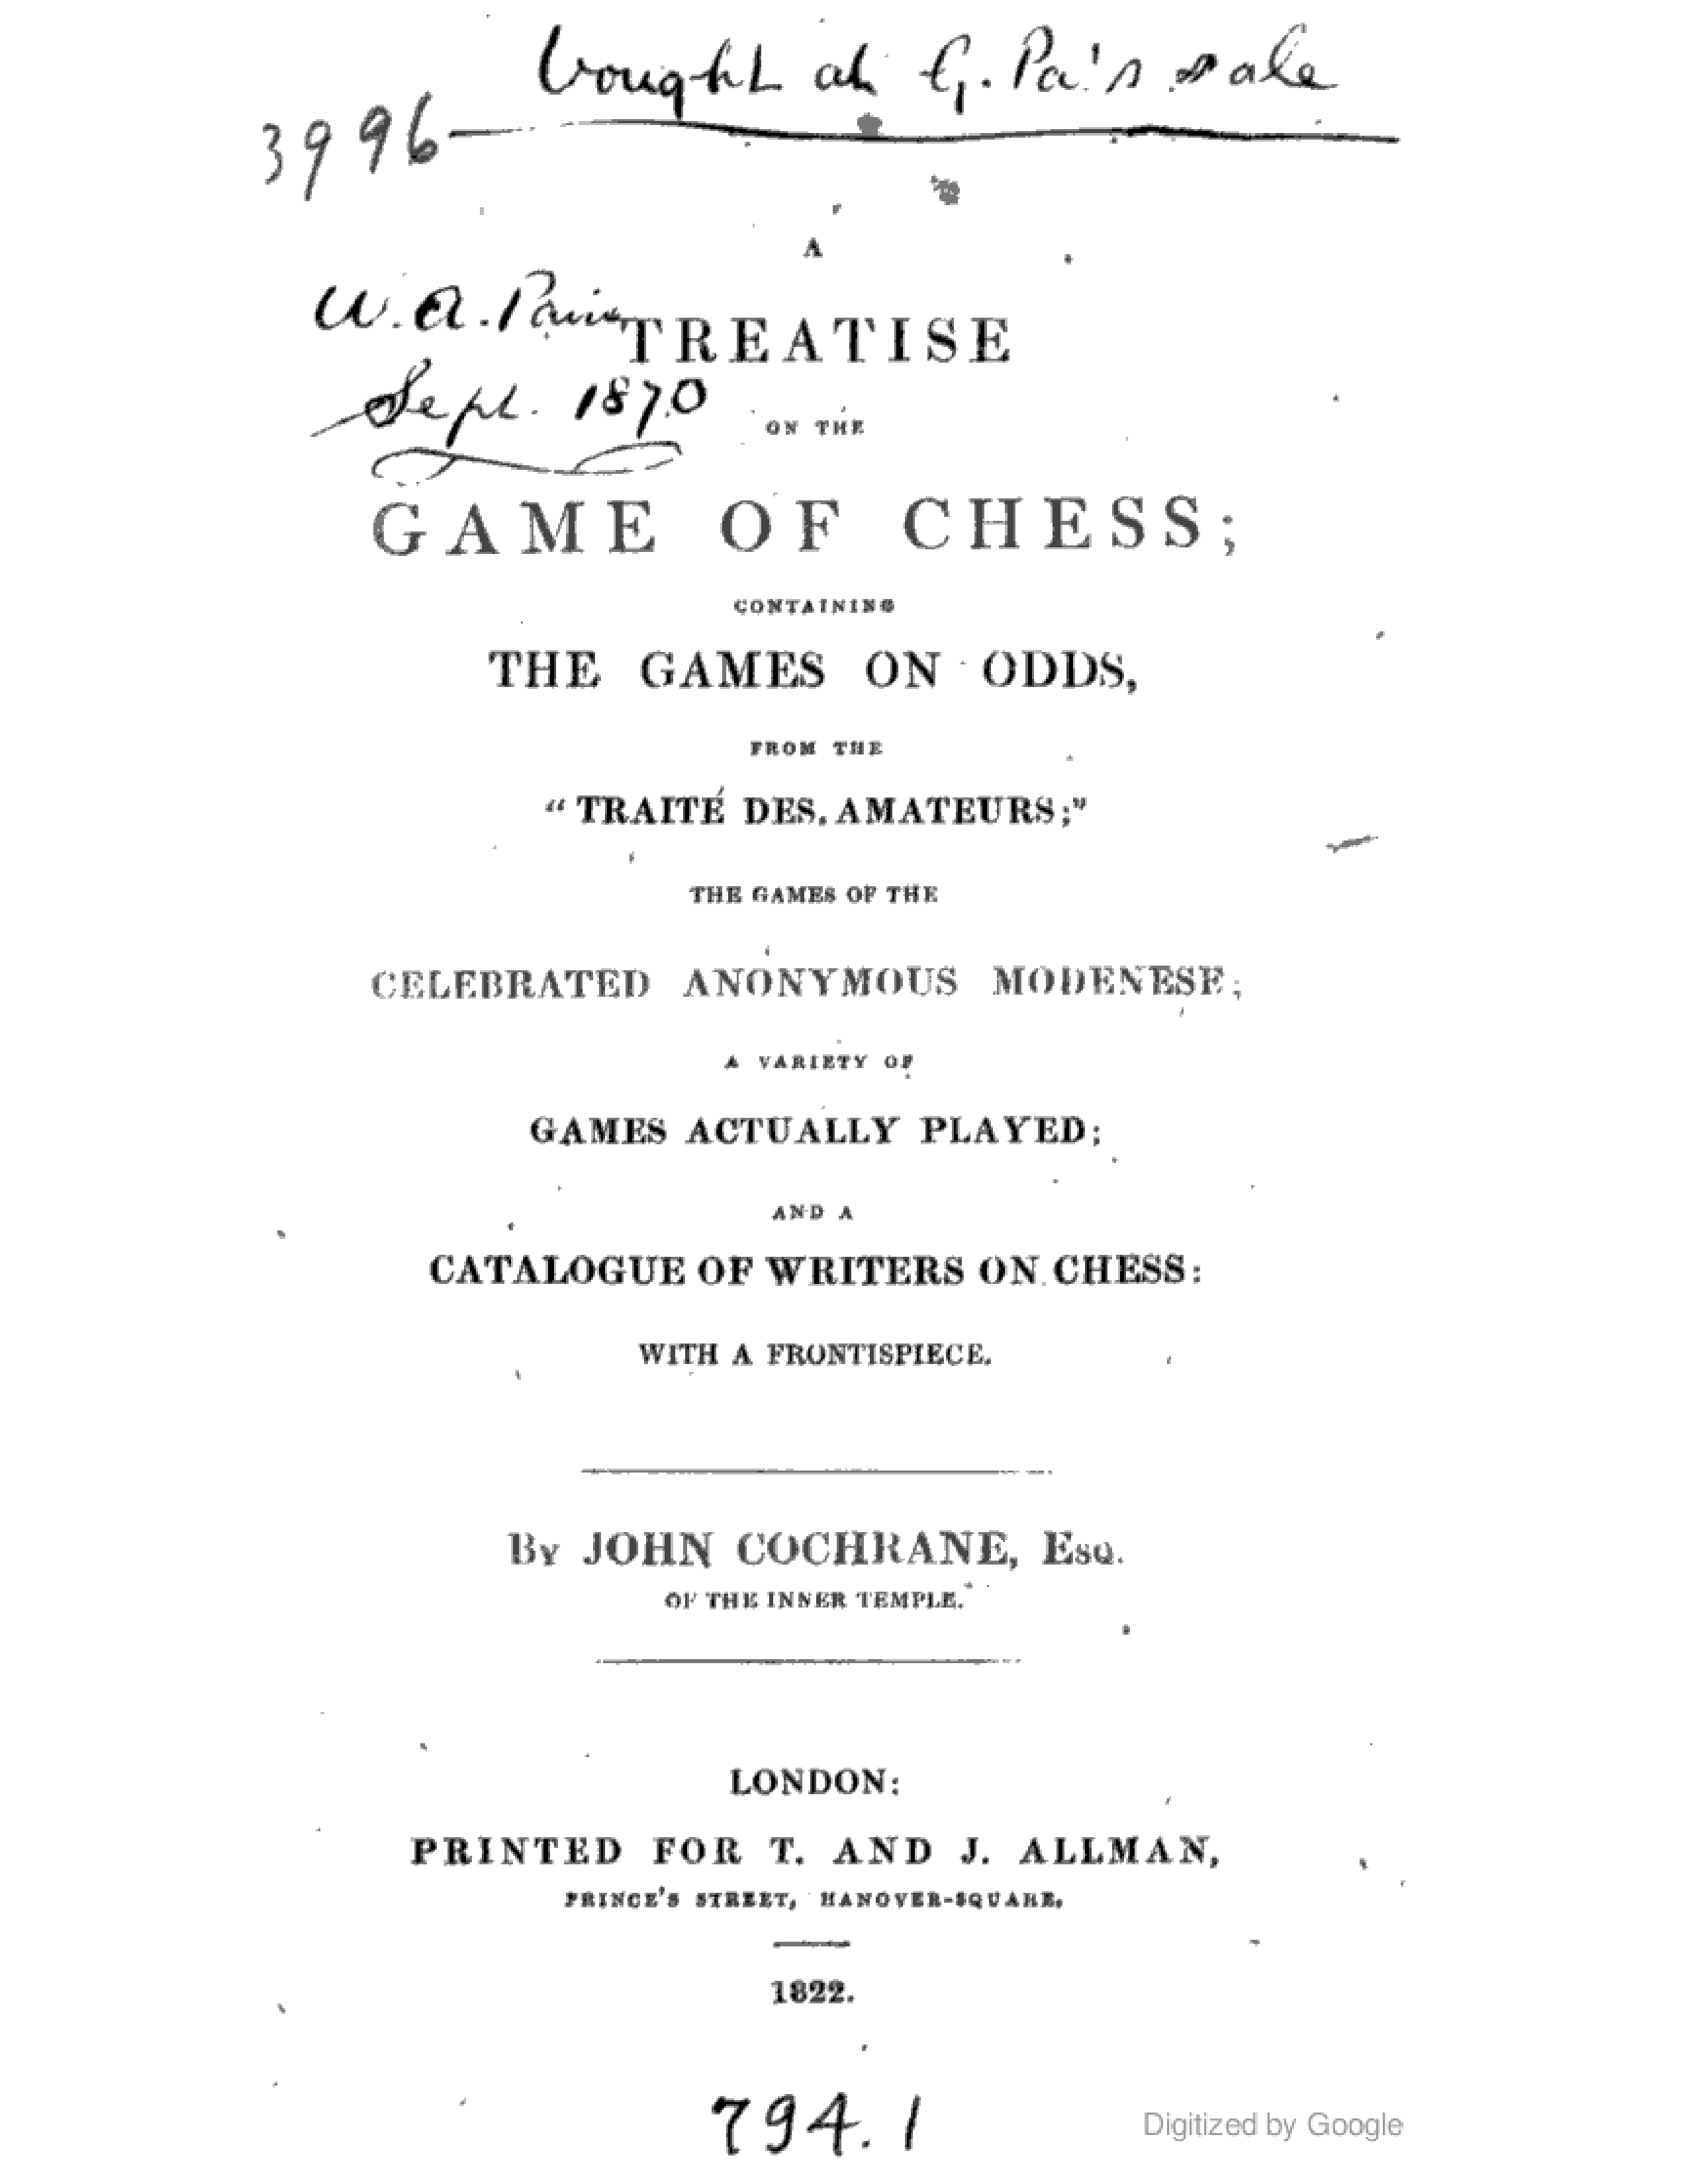 bought at G. Pa's sale
3996
A
W. A.
TREATISE
Sept. 1870
ON THE
GAME OF CHESS;
CONTAINING
THE GAMES ON ODDS,
FROM THE
“ TRAITÉ DES AMATEURS;”
THE GAMES OF THE
CELEBRATED ANONYMOUS MODENESE;
A VARIETY OF
GAMES ACTUALLY PLAYED;
AND A
CATALOGUE OF WRITERS ON CHESS:
WITH A FRONTISPIECE.
By JOHN COCHRANE, Esq.
OF THE INNER TEMPLE.
LONDON:
PRINTED FOR T. AND J. ALLMAN,
PRINCE'S STREET, HANOVER-SQUARE,
1822.
794.1
Digitized by Google